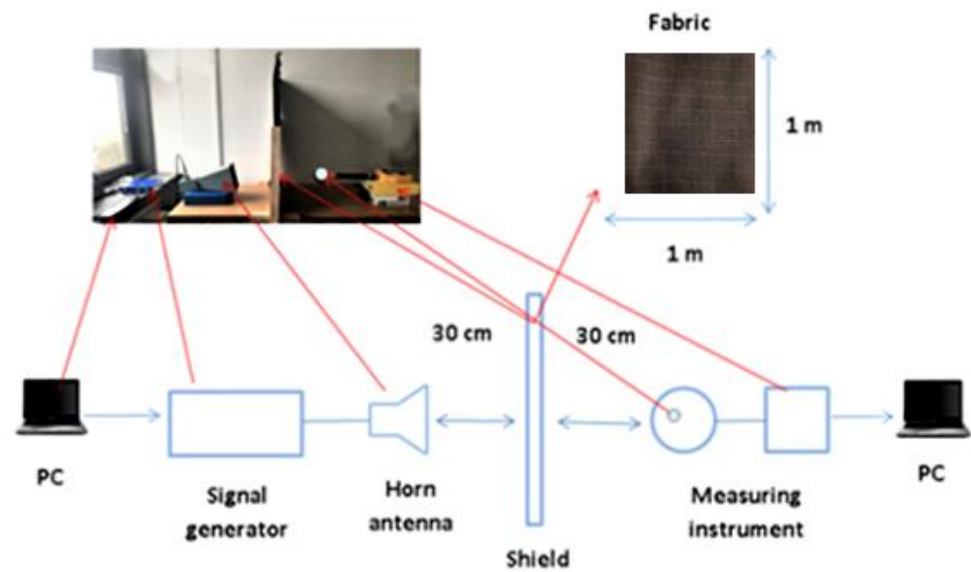 Fabric
1 m
1 m
30 cm
30 cm
PC
Signal
generator
Horn
antenna
Shield
Measuring
instrument
PC